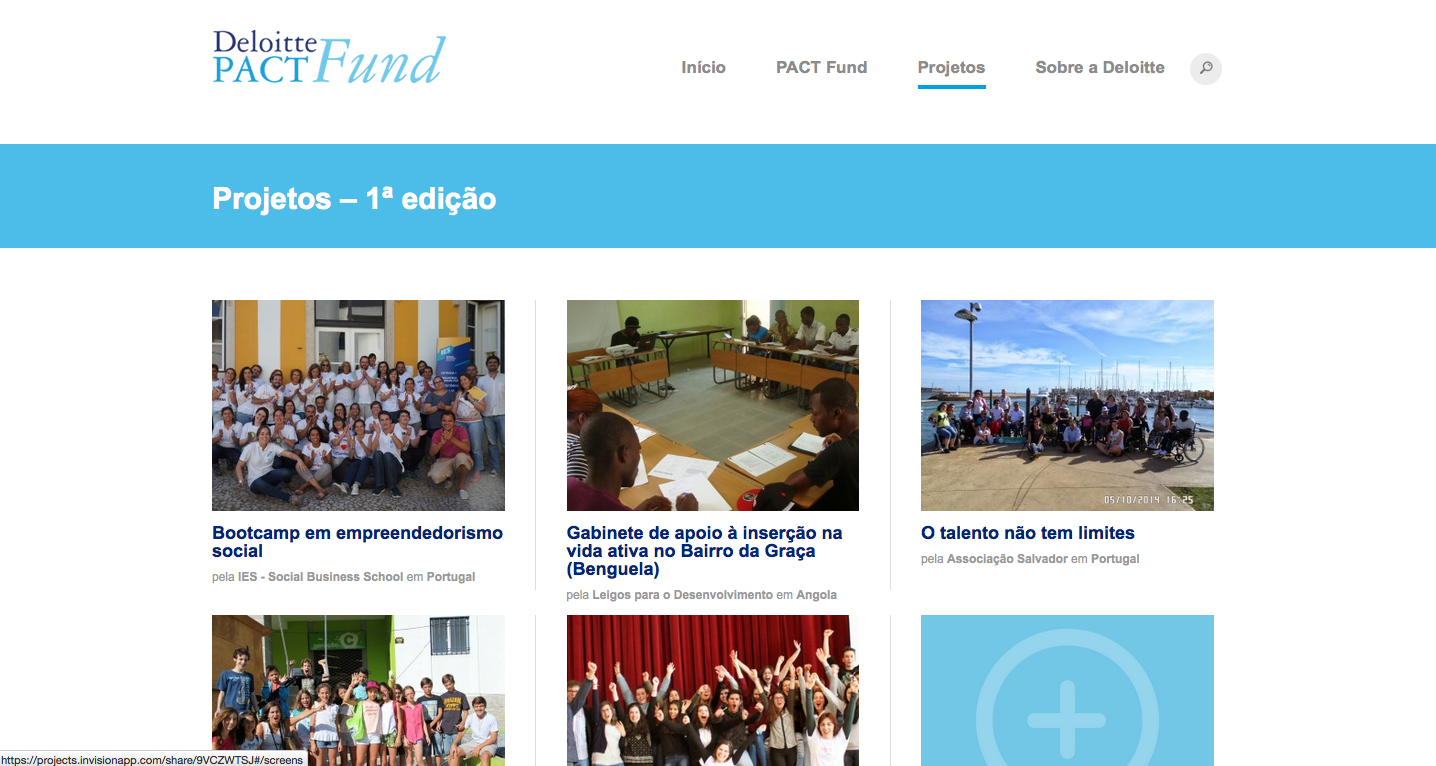 Deloitte
PACT Fund
Início
PACT Fund
Projetos
Sobre a Deloitte
Projetos – 1ª edição
05/10/2014 16:25
Bootcamp em empreendedorismo
social
pela IES - Social Business School em Portugal
Gabinete de apoio à inserção na
vida ativa no Bairro da Graça
(Benguela)
pela Leigos para o Desenvolvimento em Angola
O talento não tem limites
pela Associação Salvador em Portugal
https://projects.invisionapp.com/share/9VCZWTSJ#/screens